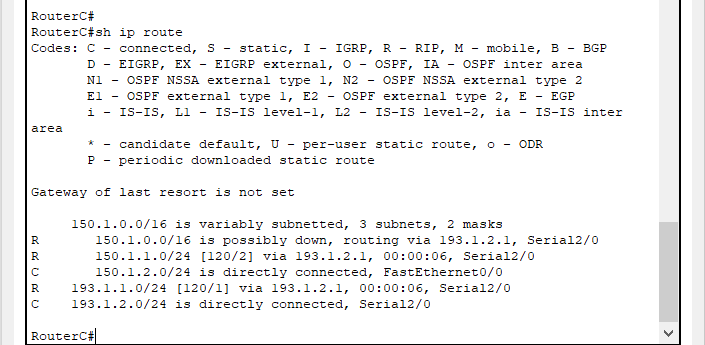 RouterC#
RouterC#sh ip route
Codes: C - connected, S - static, I - IGRP, R - RIP, M - mobile, B - BGP
       D - EIGRP, EX - EIGRP external, O - OSPF, IA - OSPF inter area
       N1 - OSPF NSSA external type 1, N2 - OSPF NSSA external type 2
       E1 - OSPF external type 1, E2 - OSPF external type 2, E - EGP
       i - IS-IS, L1 - IS-IS level-1, L2 - IS-IS level-2, ia - IS-IS inter
area
       * - candidate default, U - per-user static route, o - ODR
       P - periodic downloaded static route

Gateway of last resort is not set

     150.1.0.0/16 is variably subnetted, 3 subnets, 2 masks
R       150.1.0.0/16 is possibly down, routing via 193.1.2.1, Serial2/0
R       150.1.1.0/24 [120/2] via 193.1.2.1, 00:00:06, Serial2/0
C       150.1.2.0/24 is directly connected, FastEthernet0/0
R    193.1.1.0/24 [120/1] via 193.1.2.1, 00:00:06, Serial2/0
C    193.1.2.0/24 is directly connected, Serial2/0

RouterC#